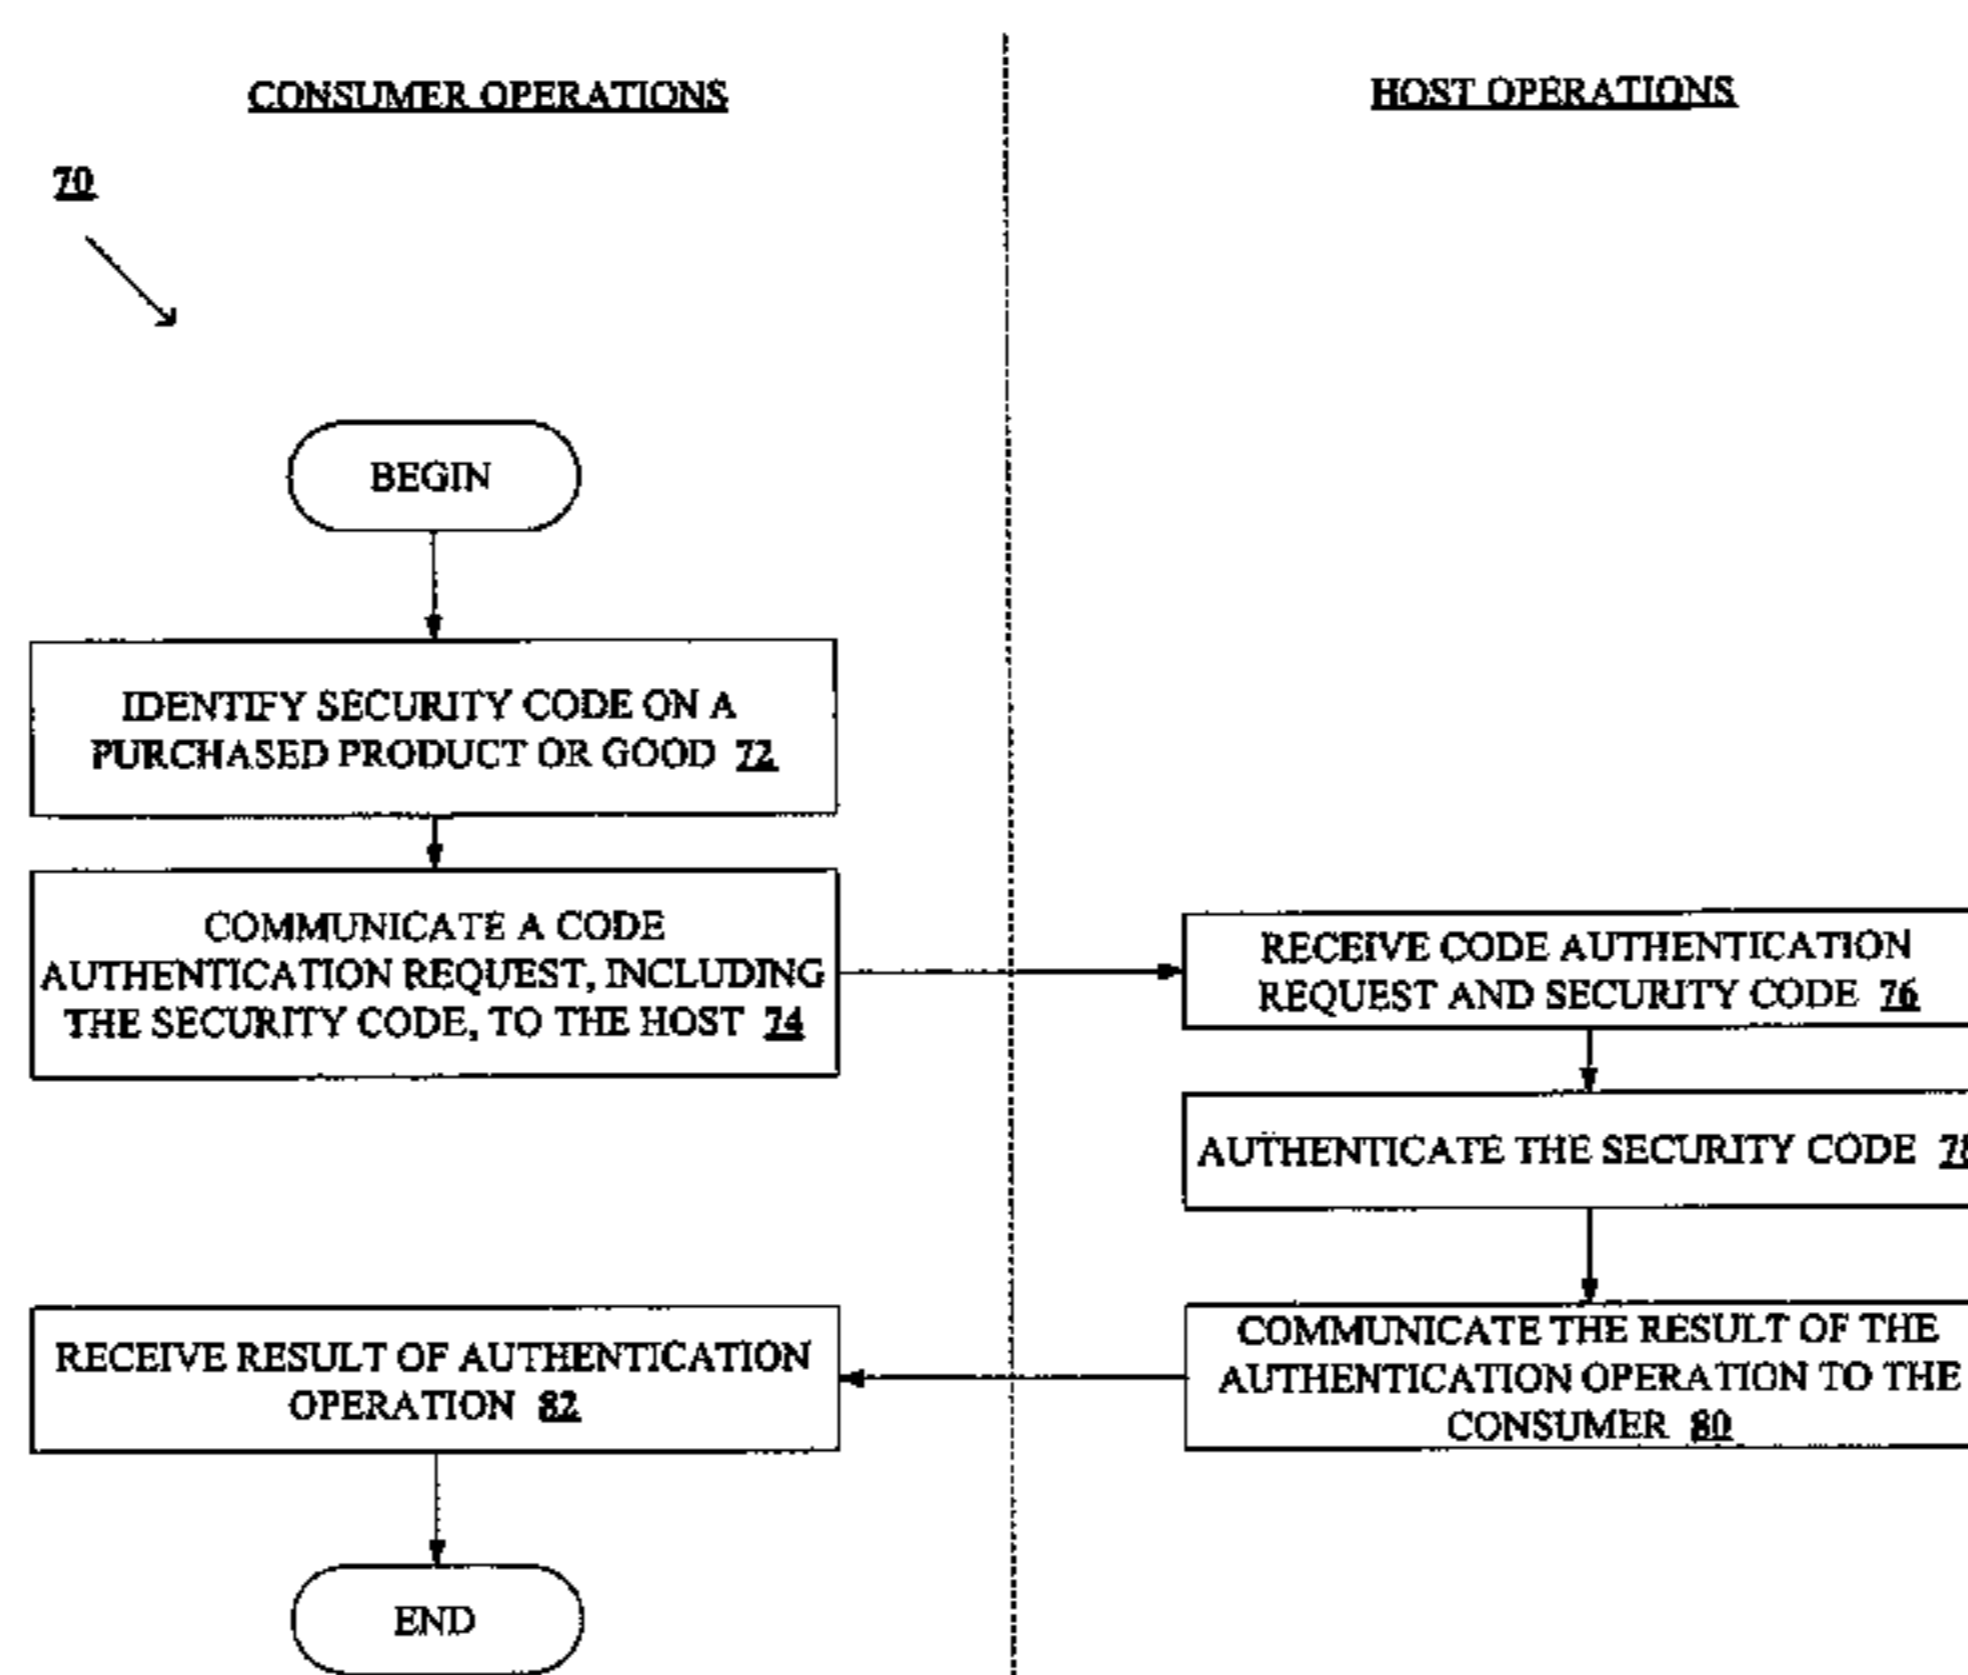 CONSUMER OPERATIONS
HOST OPERATIONS
70
BEGIN
IDENTIFY SECURITY CODE ON A
PURCHASED PRODUCT OR GOOD 72
COMMUNICATE A CODE
AUTHENTICATION REQUEST, INCLUDING
THE SECURITY CODE, TO THE HOST 74
RECEIVE CODE AUTHENTICATION
REQUEST AND SECURITY CODE 76
AUTHENTICATE THE SECURITY CODE
COMMUNICATE THE RESULT OF THE
AUTHENTICATION OPERATION TO THE
CONSUMER 80
RECEIVE RESULT OF AUTHENTICATION
OPERATION 82
END